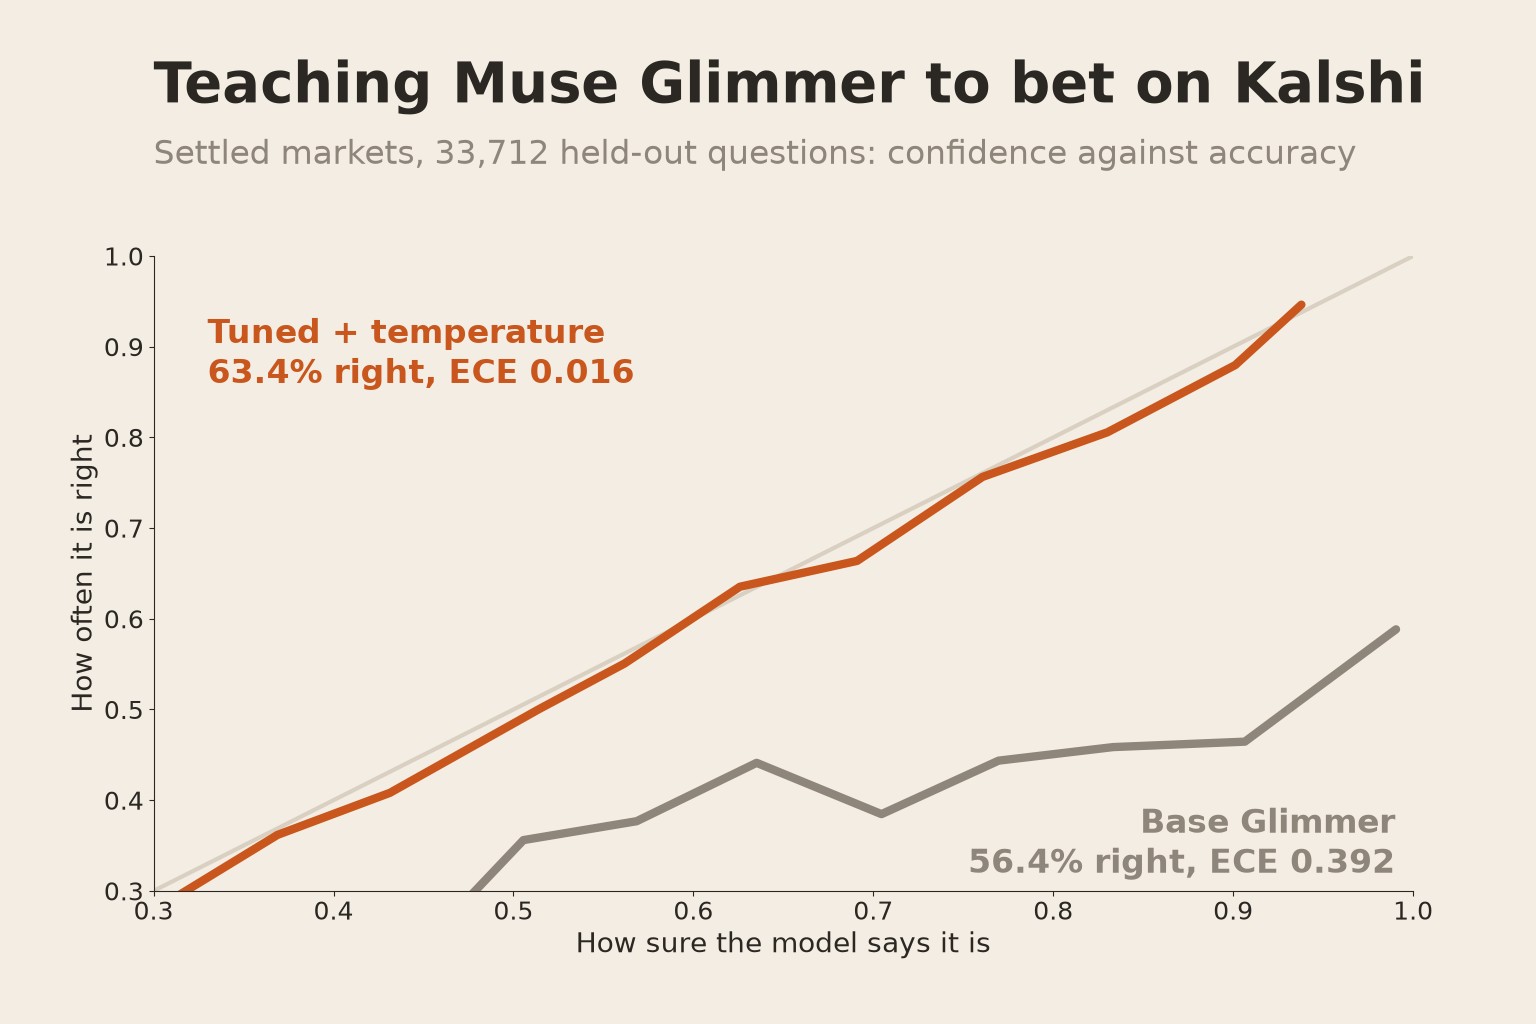 Teaching Muse Glimmer to bet on Kalshi
Settled markets, 33,712 held-out questions: confidence against accuracy
1.0
0.9
0.8
0.7
0.6
0.5
0.4
0.3
How often it is right
Tuned + temperature
63.4% right, ECE 0.016
Base Glimmer
56.4% right, ECE 0.392
0.3
0.4
0.5
0.6
0.7
0.8
0.9
1.0
How sure the model says it is